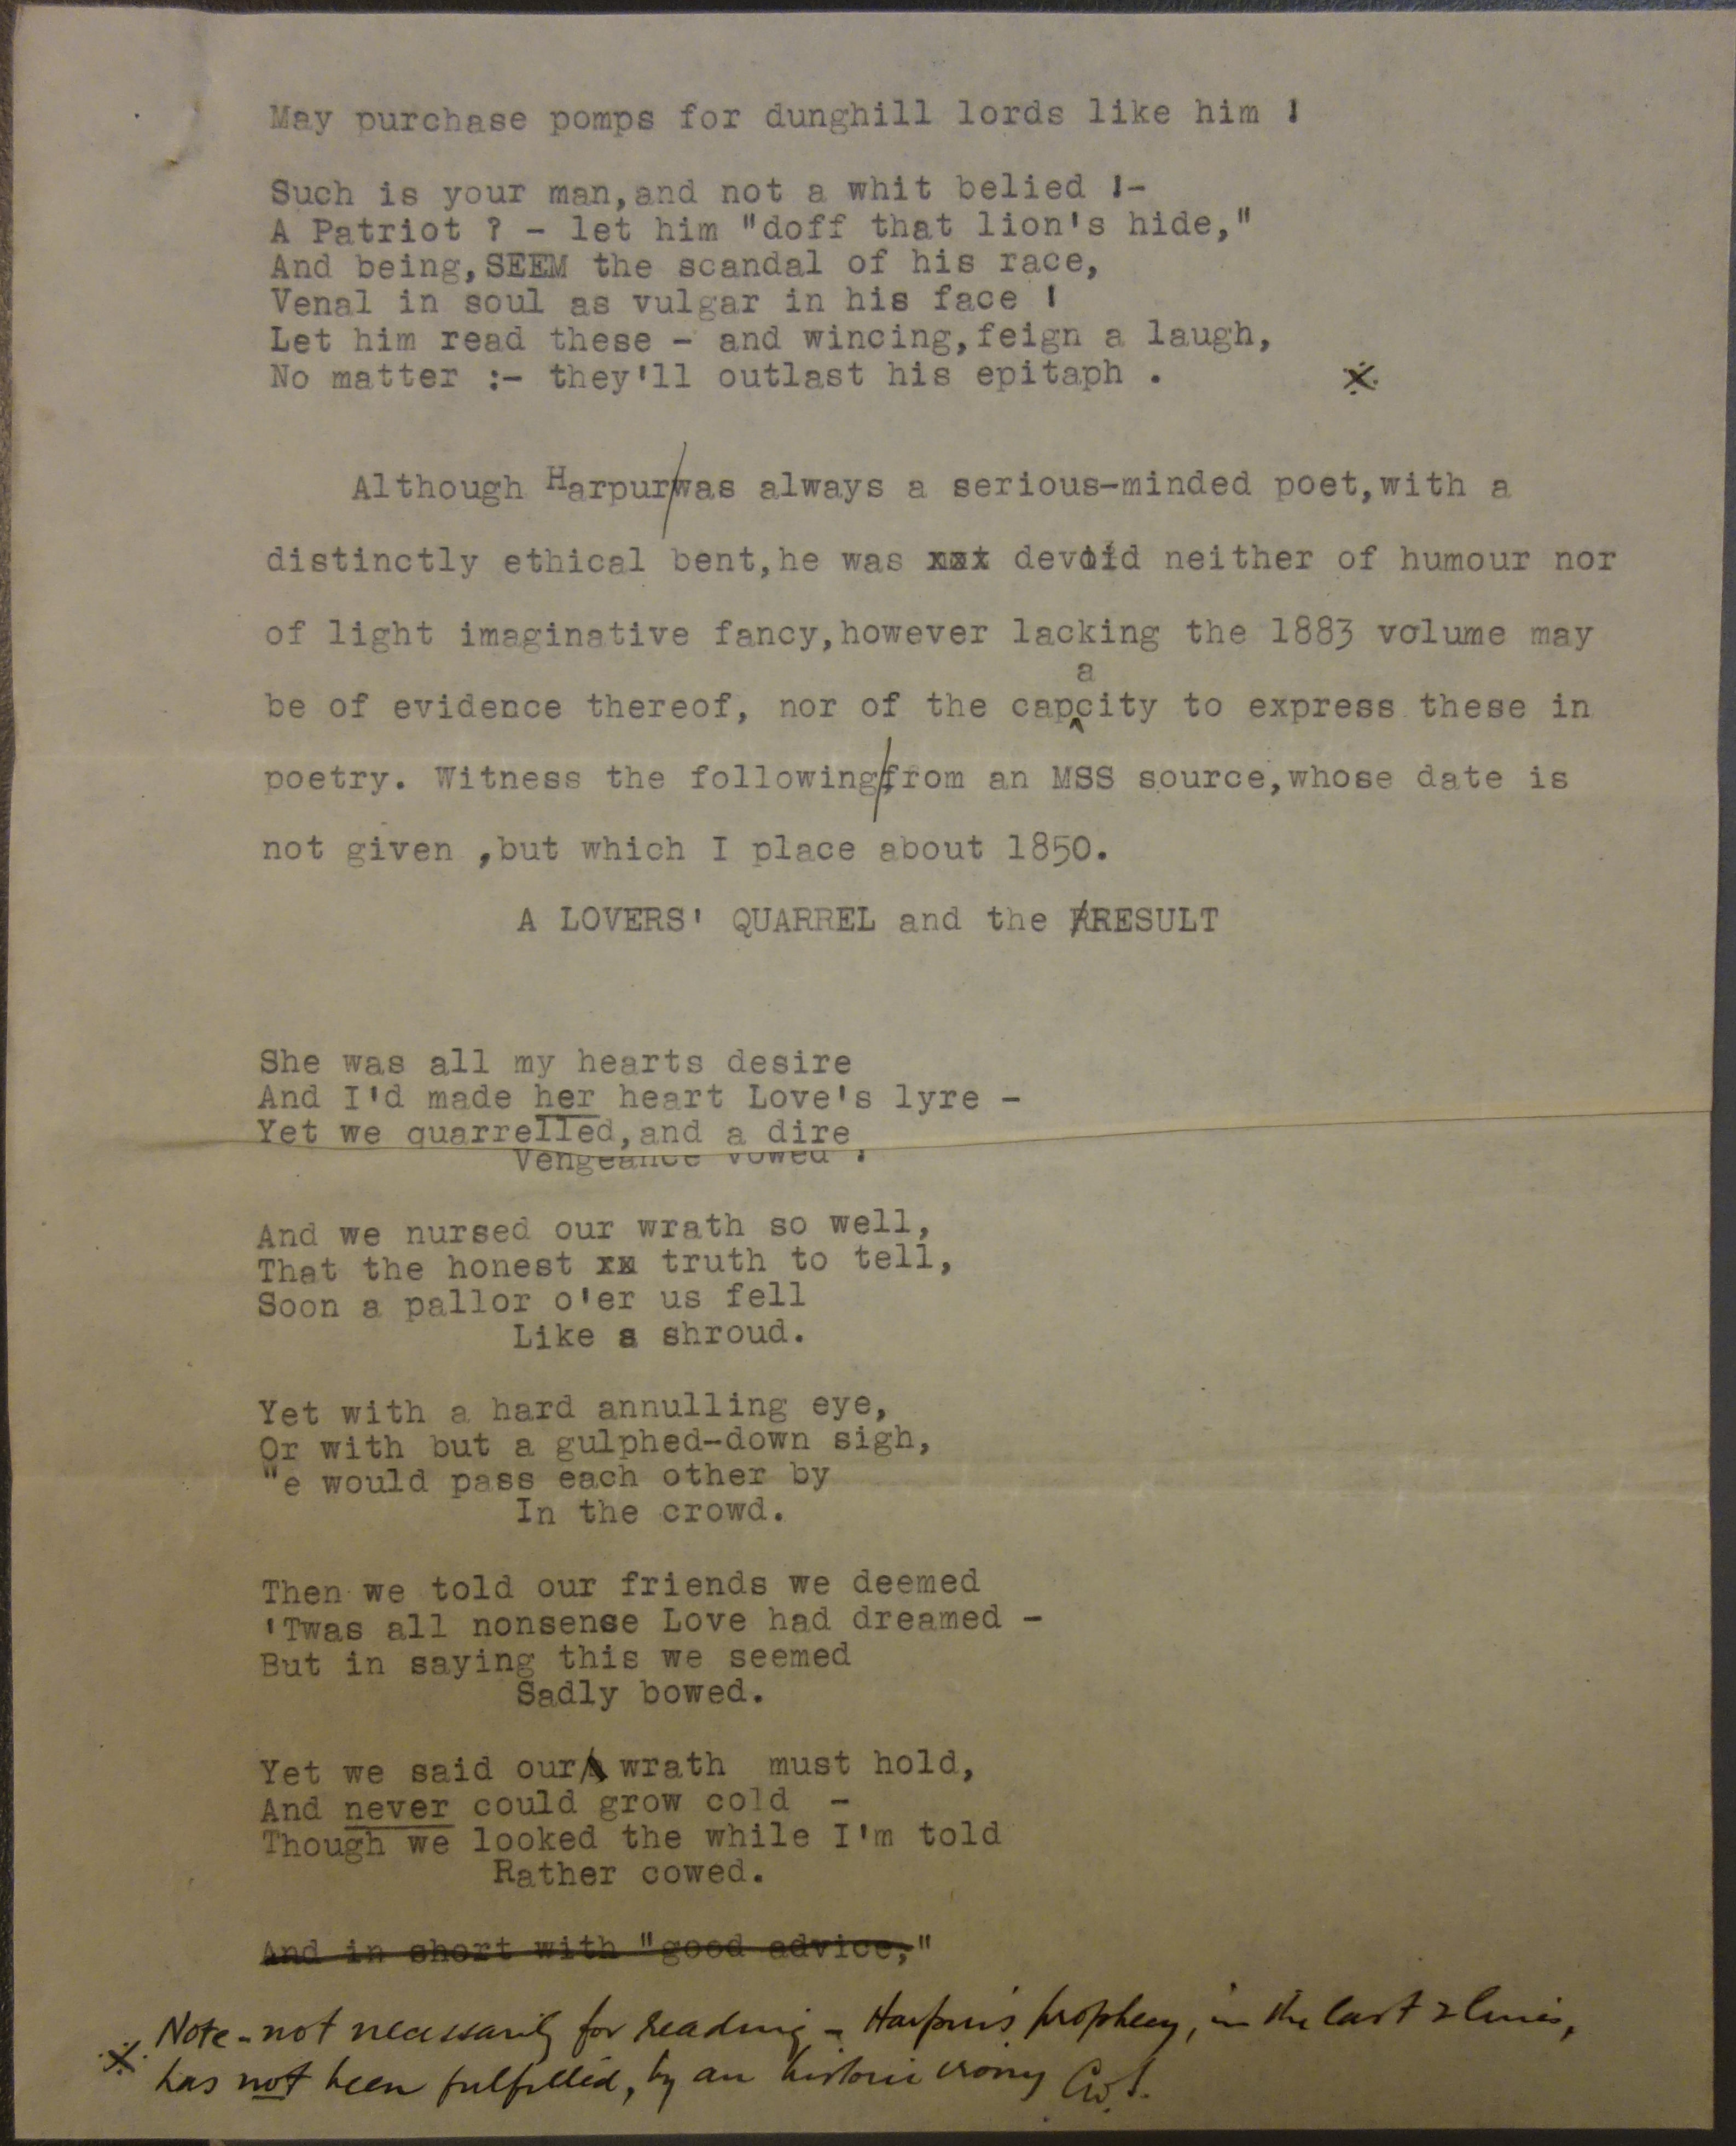 May purchase pomps for dunghill lords like him !
Such is your man,and not a whit belied !-
A Patriot ? - let him "doff that lion's hide,"
And being,SEEM the scandal of his race,
Venal in soul as vulgar in his face !
Let him read these - and wincing,feign a laugh,
No matter :- they'll outlast his epitaph . ※
Although Harpur/was always a serious-minded poet,with a
distinctly ethical bent,he was xxx devoid neither of humour nor
of light imaginative fancy,however lacking the 1883 volume may
a
be of evidence thereof, nor of the cap‸city to express these in
poetry. Witness the following/from an MSS source,whose date is
not given ,but which I place about 1850.
A LOVERS' QUARREL and the RRESULT
She was all my hearts desire
And I'd made her heart Love's lyre -
Yet we quarrelled,and a dire
Vengeance vowed !
And we nursed our wrath so well,
That the honest xx truth to tell,
Soon a pallor o'er us fell
Like a shroud.
Yet with a hard annulling eye,
Or with but a gulphed-down sigh,
"e would pass each other by
In the crowd.
Then we told our friends we deemed
'Twas all nonsense Love had dreamed -
But in saying this we seemed
Sadly bowed.
Yet we said our wrath must hold,
And never could grow cold -
Though we looked the while I'm told
Rather cowed.
And in short with "good advice,"
※ Note - not necessarily for reading - Harpur's prophecy, in the last 2 lines,
has not been fulfilled, by an historic irony